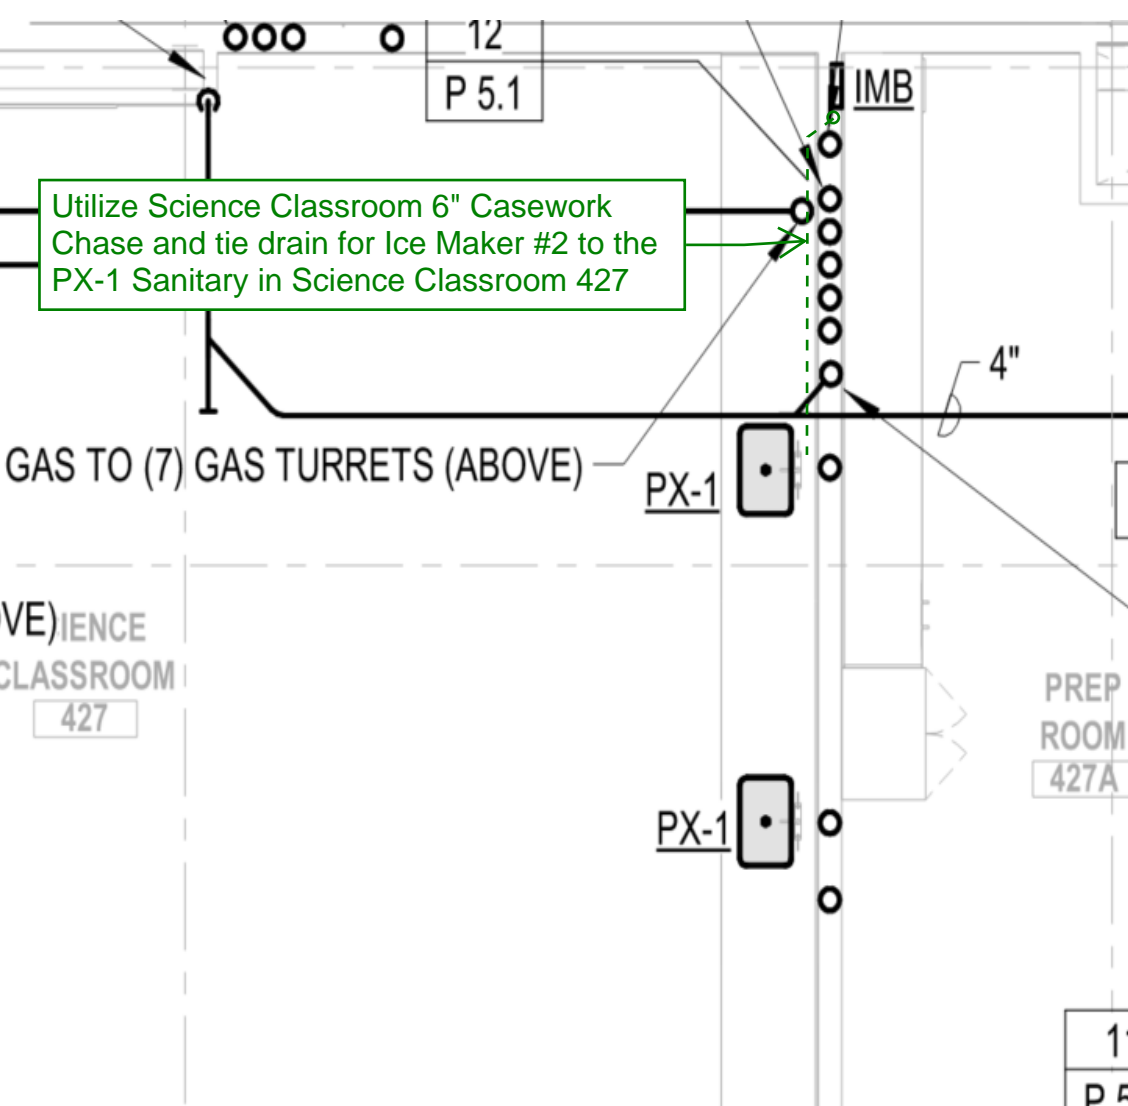 12
P 5.1
IMB
Utilize Science Classroom 6" Casework
Chase and tie drain for Ice Maker #2 to the
PX-1 Sanitary in Science Classroom 427
4"
GAS TO (7) GAS TURRETS (ABOVE)
PX-1
OVE)
IENCE
CLASSROOM
427
PREP
ROOM
427A
PX-1
P 5